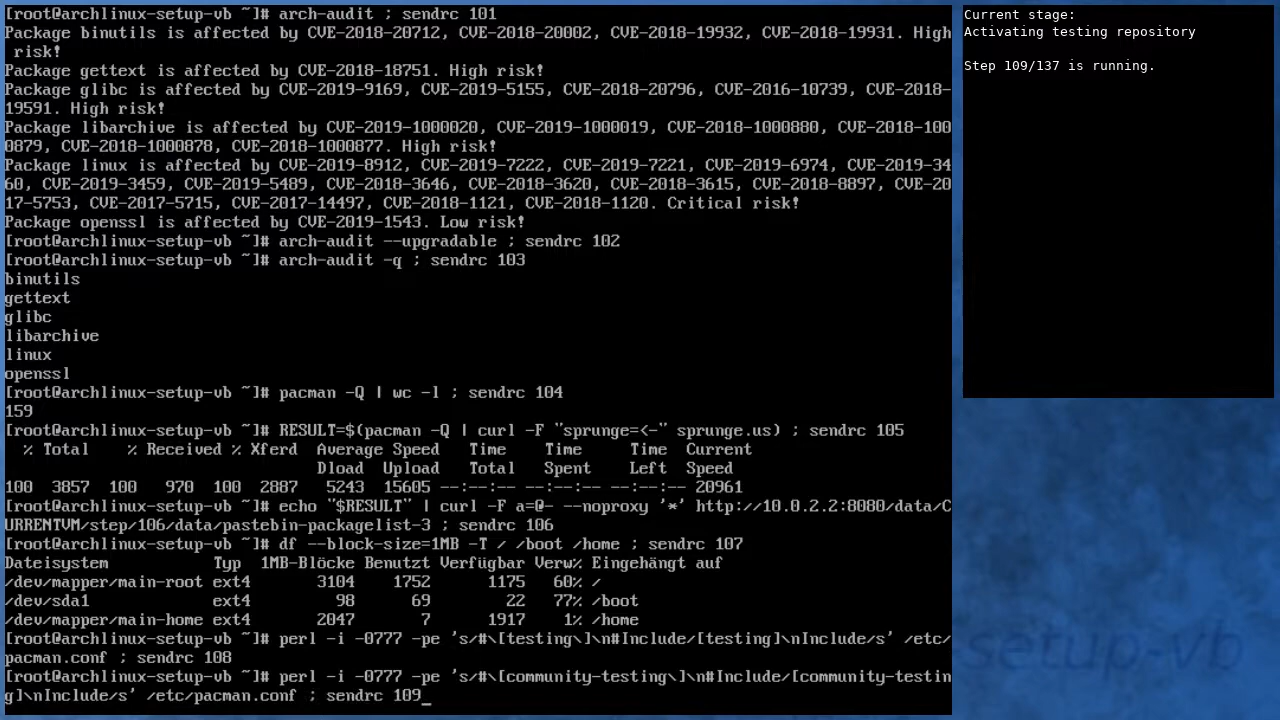 [root@archlinux-setup-vb ~]# arch-audit ; sendrc 101
Package binutils is affected by CVE-2018-20712, CVE-2018-20002, CVE-2018-19932, CVE-2018-19931. High
 risk!
Package gettext is affected by CVE-2018-18751. High risk!
Package glibc is affected by CVE-2019-9169, CVE-2019-5155, CVE-2018-20796, CVE-2016-10739, CVE-2018-
19591. High risk!
Package libarchive is affected by CVE-2019-1000020, CVE-2019-1000019, CVE-2018-1000880, CVE-2018-100
0879, CVE-2018-1000878, CVE-2018-1000877. High risk!
Package linux is affected by CVE-2019-8912, CVE-2019-7222, CVE-2019-7221, CVE-2019-6974, CVE-2019-34
60, CVE-2019-3459, CVE-2019-5489, CVE-2018-3646, CVE-2018-3620, CVE-2018-3615, CVE-2018-8897, CVE-20
17-5753, CVE-2017-5715, CVE-2017-14497, CVE-2018-1121, CVE-2018-1120. Critical risk!
Package openssl is affected by CVE-2019-1543. Low risk!
[root@archlinux-setup-vb ~]# arch-audit --upgradable ; sendrc 102
[root@archlinux-setup-vb ~]# arch-audit -q ; sendrc 103
binutils
gettext
glibc
libarchive
linux
openssl
[root@archlinux-setup-vb ~]# pacman -Q | wc -l ; sendrc 104
159
[root@archlinux-setup-vb ~]# RESULT=$(pacman -Q | curl -F "sprunge=<-" sprunge.us) ; sendrc 105
  % Total    % Received % Xferd  Average Speed   Time    Time     Time  Current
                                 Dload  Upload   Total   Spent    Left  Speed
100  3857  100   970  100  2887   5243  15605 --:--:-- --:--:-- --:--:-- 20961
[root@archlinux-setup-vb ~]# echo "$RESULT" | curl -F a=@- --noproxy '*' http://10.0.2.2:8080/data/C
URRENTVM/step/106/data/pastebin-packagelist-3 ; sendrc 106
[root@archlinux-setup-vb ~]# df --block-size=1MB -T / /boot /home ; sendrc 107
Dateisystem           Typ  1MB-Blöcke Benutzt Verfügbar Verw% Eingehängt auf
/dev/mapper/main-root ext4       3104    1752      1175   60% /
/dev/sda1             ext4         98      69        22   77% /boot
/dev/mapper/main-home ext4       2047       7      1917    1% /home
[root@archlinux-setup-vb ~]# perl -i -0777 -pe 's/#\[testing\]\n#Include/[testing]\nInclude/s' /etc/
pacman.conf ; sendrc 108
[root@archlinux-setup-vb ~]# perl -i -0777 -pe 's/#\[community-testing\]\n#Include/[community-testin
g]\nInclude/s' /etc/pacman.conf ; sendrc 109_
Current stage:
Activating testing repository
Step 109/137 is running.
setup-vb